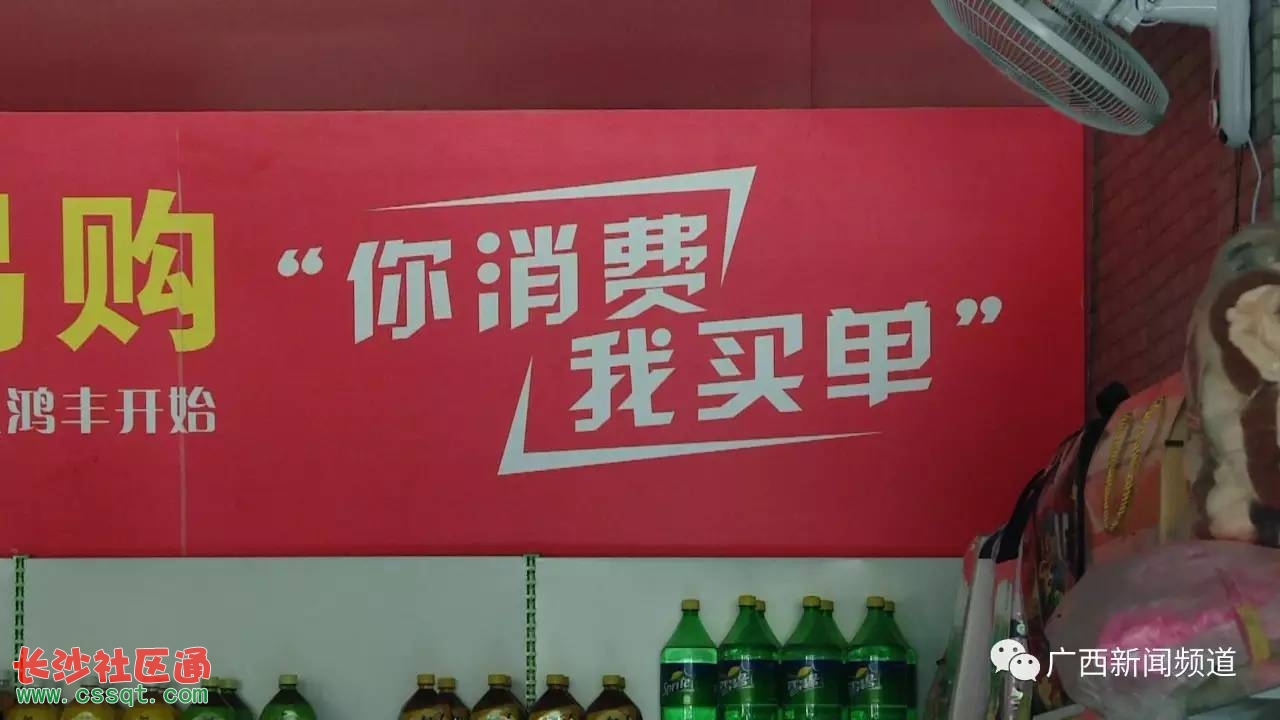 购
鸿丰开始
“你消费
我买单”
Sprite
长沙社区通
www.cssqt.com
广西新闻频道